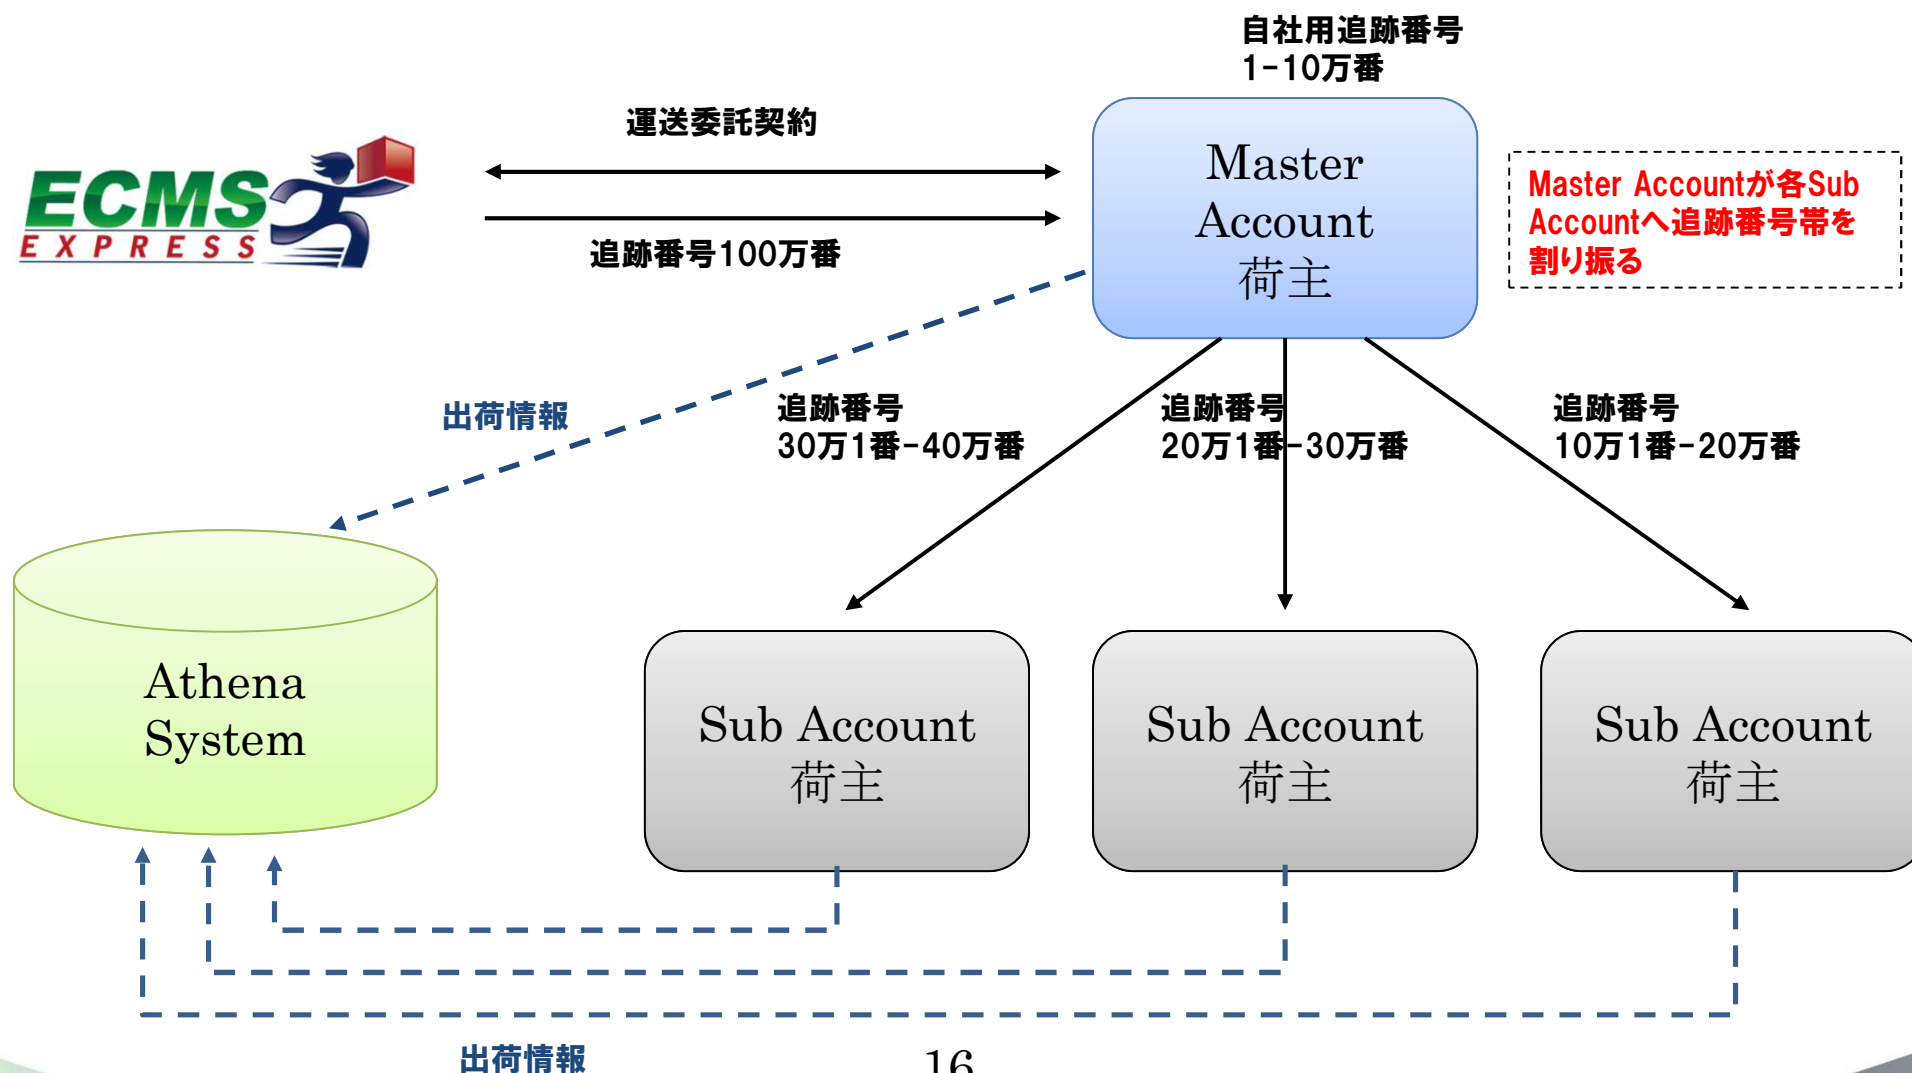 自社用追跡番号
1-10万番
運送委託契約
ECMS
EXPRESS
追跡番号100万番
Master
Account
荷主
Master Accountが各Sub
Accountへ追跡番号帯を
割り振る
出荷情報
追跡番号
30万1番-40万番
追跡番号
20万1番-30万番
追跡番号
10万1番-20万番
Athena
System
Sub Account
荷主
Sub Account
荷主
Sub Account
荷主
出荷情報
16